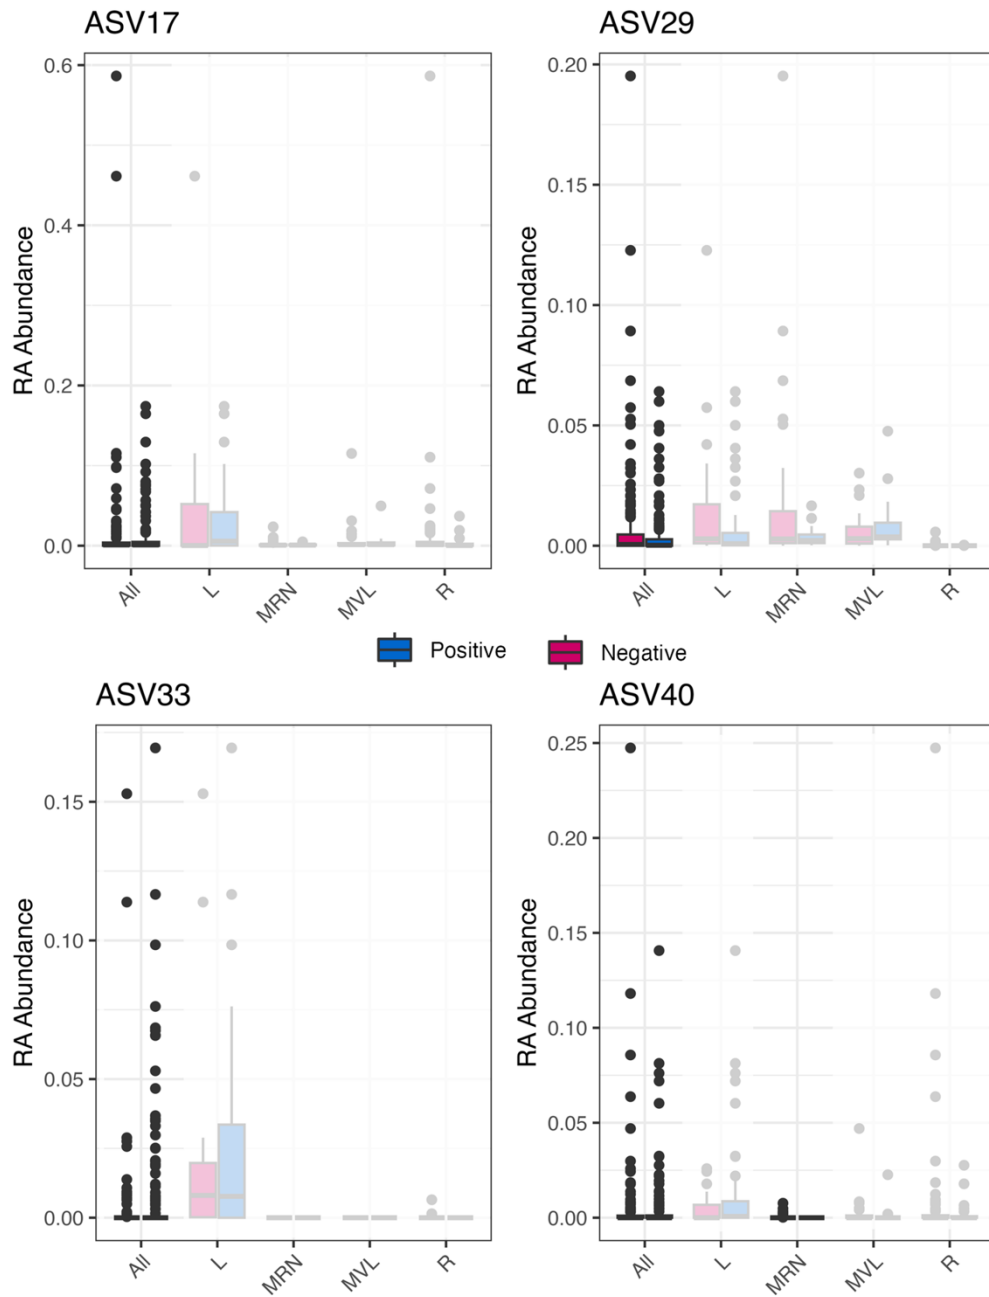 ASV17
ASV29
RA Abundance
0.6
0.4
0.2
0.0
All
L
MRN
MVL
R
RA Abundance
0.20
0.15
0.10
0.05
0.00
All
L
MRN
MVL
R
Positive
Negative
ASV33
ASV40
RA Abundance
0.15
0.10
0.05
0.00
All
L
MRN
MVL
R
RA Abundance
0.25
0.20
0.15
0.10
0.05
0.00
All
L
MRN
MVL
R